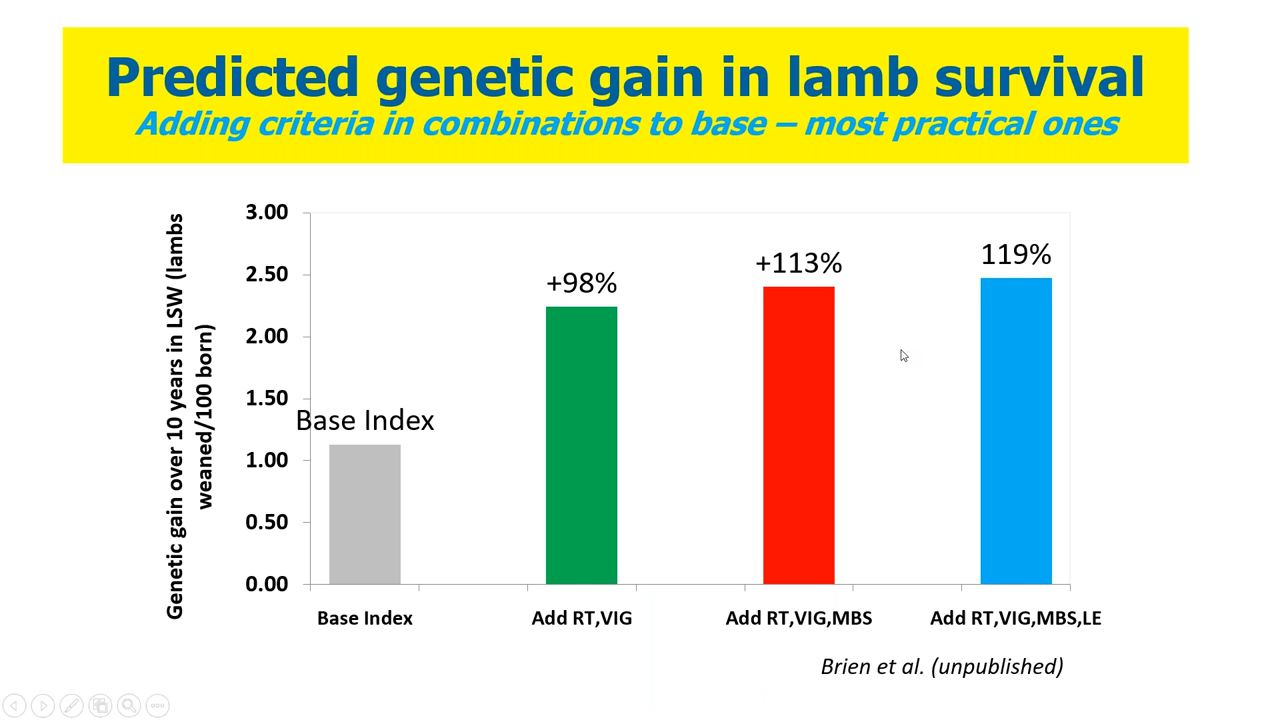 Predicted genetic gain in lamb survival
Adding criteria in combinations to base – most practical ones
Genetic gain over 10 years in LSW (lambs
weaned/100 born)
3.00
2.50
2.00
1.50
1.00
0.50
0.00
Base Index
+98%
+113%
119%
Base Index
Add RT,VIG
Add RT,VIG,MBS
Add RT,VIG,MBS,LE
Brien et al. (unpublished)